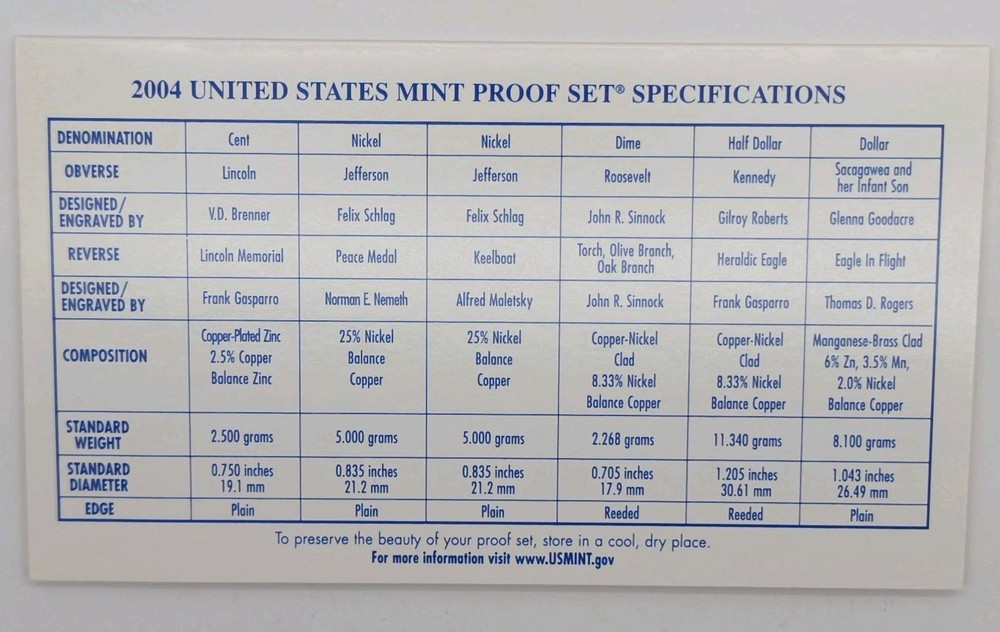 2004 UNITED STATES MINT PROOF SET® SPECIFICATIONS
DENOMINATION Cent Nickel Nickel Dime Half Dollar Dollar
OBVERSE Lincoln Jefferson Jefferson Roosevelt Kennedy Sacagawea and
her Infant Son
DESIGNED/
ENGRAVED BY V.D. Brenner Felix Schlag Felix Schlag John R. Sinnock Gilroy Roberts Glenna Goodacre
REVERSE Lincoln Memorial Peace Medal Keelboat Torch, Olive Branch,
Oak Branch Heraldic Eagle Eagle In Flight
DESIGNED/
ENGRAVED BY Frank Gasparro Norman E. Nemeth Alfred Maletsky John R. Sinnock Frank Gasparro Thomas D. Rogers
COMPOSITION Copper-Plated Zinc 25% Nickel 25% Nickel Copper-Nickel Copper-Nickel Manganese-Brass Clad
2.5% Copper Balance Balance Clad Clad 6% Zn, 3.5% Mn,
Balance Zinc Copper Copper 8.33% Nickel 8.33% Nickel 2.0% Nickel
Balance Copper Balance Copper Balance Copper
STANDARD
WEIGHT 2.500 grams 5.000 grams 5.000 grams 2.268 grams 11.340 grams 8.100 grams
STANDARD 0.750 inches 0.835 inches 0.835 inches 0.705 inches 1.205 inches 1.043 inches
DIAMETER 19.1 mm 21.2 mm 21.2 mm 17.9 mm 30.61 mm 26.49 mm
EDGE Plain Plain Plain Reeded Reeded Plain
To preserve the beauty of your proof set, store in a cool, dry place.
For more information visit www.USMINT.gov